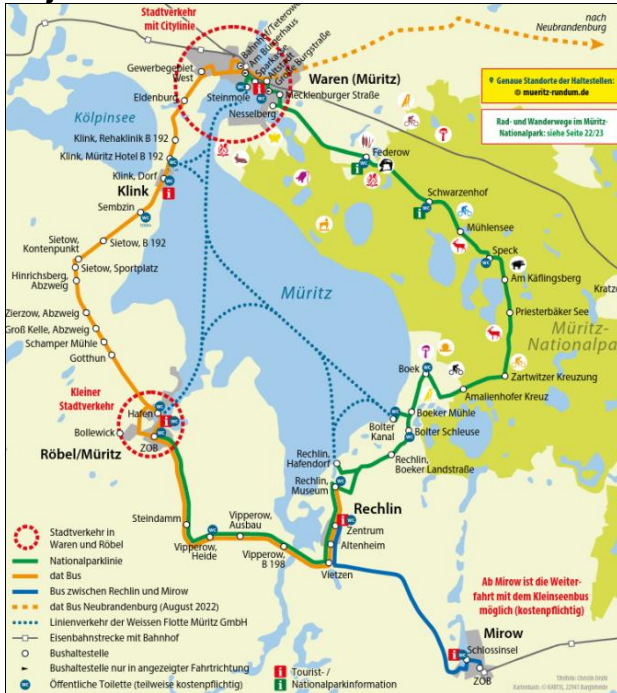 Stadtverkehr
mit Citylinie
nach
Neubrandenburg
Bahnhof/Teterow
Am Bürgerhaus
Sparkasse
Altstadt
Große Burgstraße
Gewerbegebiet
West
Waren (Müritz)
Genaue Standorte der Haltestellen:
mueritz-rundum.de
Eldenburg
Steinmole
Mecklenburger Straße
Nesselberg
Rad- und Wanderwege im Müritz-
Nationalpark: siehe Seite 22/23
Kölpinsee
Klink, Rehaklinik B 192
Klink, Müritz Hotel B 192
Federow
Klink, Dorf
Klink
Schwarzenhof
Sembzin
Mühlensee
Sietow,
Kontenpunkt
Sietow, B 192
Speck
Sietow, Sportplatz
Am Käflingsberg
Hinrichsberg,
Abzweig
Müritz
Kratze
Zierzow, Abzweig
Priesterbäker See
Groß Kelle, Abzweig
Müritz-
Nationalpa
Schamper Mühle
Gotthun
Boek
Zartwitzer Kreuzung
Kleiner
Stadtverkehr
Amalienhofer Kreuz
Hafen
Boeker Mühle
Bolter
Kanal
Bollewick
ZOB
Bolter Schleuse
Röbel/Müritz
Rechlin,
Hafendorf
Rechlin,
Boeker Landstraße
Rechlin,
Museum
Rechlin
Steindamm
Zentrum
Vipperow,
Ausbau
Altenheim
Vipperow,
Heide
Vipperow,
B 198
Vietzen
Stadtverkehr in
Waren und Röbel
Nationalparklinie
dat Bus
Bus zwischen Rechlin und Mirow
dat Bus Neubrandenburg (August 2022)
Linienverkehr der Weissen Flotte Müritz GmbH
Eisenbahnstrecke mit Bahnhof
Bushaltestelle
Bushaltestelle nur in angezeigter Fahrtrichtung
Öffentliche Toilette (teilweise kostenpflichtig)
Tourist- /
Nationalparkinformation
Ab Mirow ist die Weiter-
fahrt mit dem Kleinseenbus
möglich (kostenpflichtig)
Mirow
Schlossinsel
ZOB